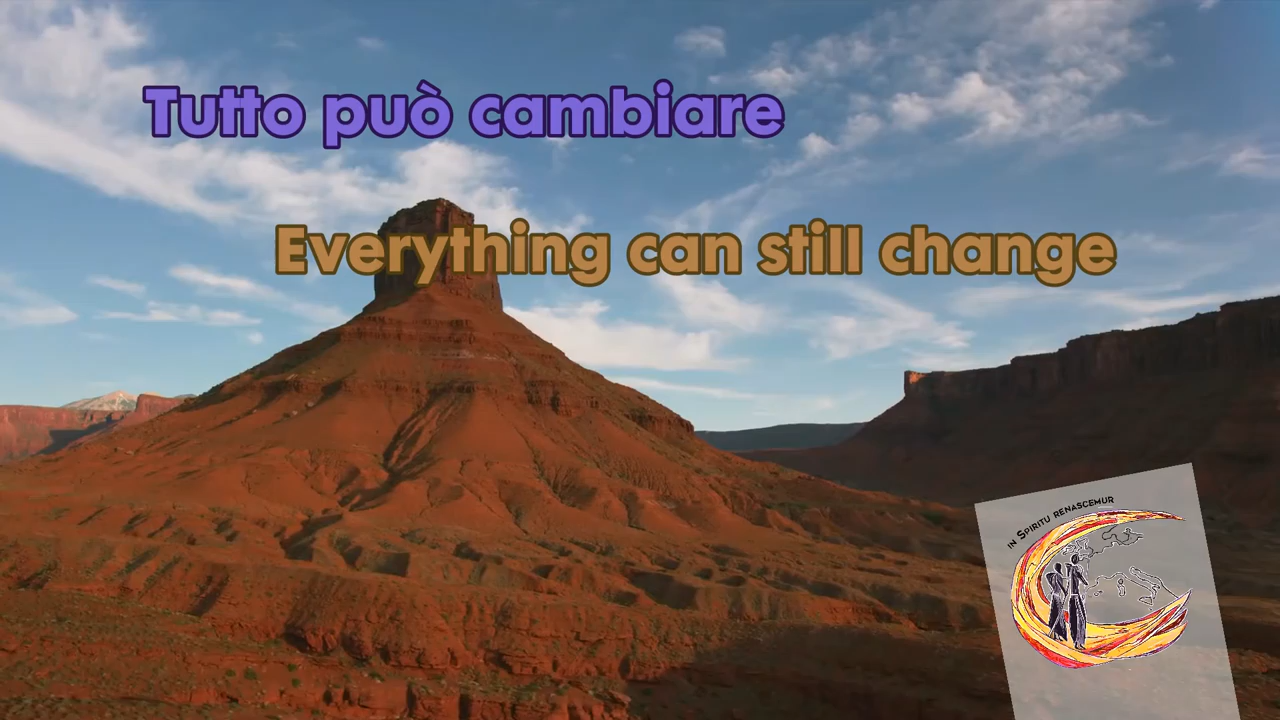 Tutto può cambiare
Everything can still change
in Spiritu renascemur